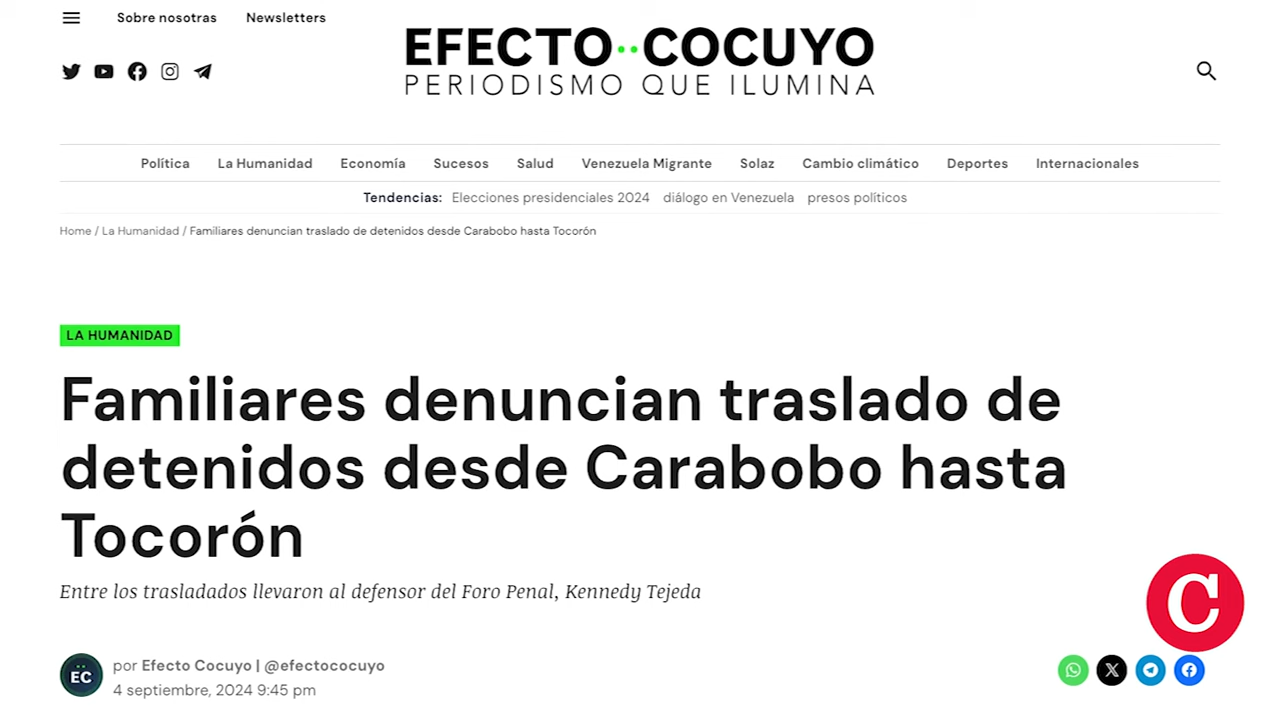 Sobre nosotras Newsletters
EFECTO··COCUYO
PERIODISMO QUE ILUMINA
Política La Humanidad Economía Sucesos Salud Venezuela Migrante Solaz Cambio climático Deportes Internacionales
Tendencias: Elecciones presidenciales 2024 diálogo en Venezuela presos políticos
Home / La Humanidad / Familiares denuncian traslado de detenidos desde Carabobo hasta Tocorón
LA HUMANIDAD
Familiares denuncian traslado de
detenidos desde Carabobo hasta
Tocorón
Entre los trasladados llevaron al defensor del Foro Penal, Kennedy Tejeda
C
EC
por Efecto Cocuyo | @efectococuyo
4 septiembre, 2024 9:45 pm